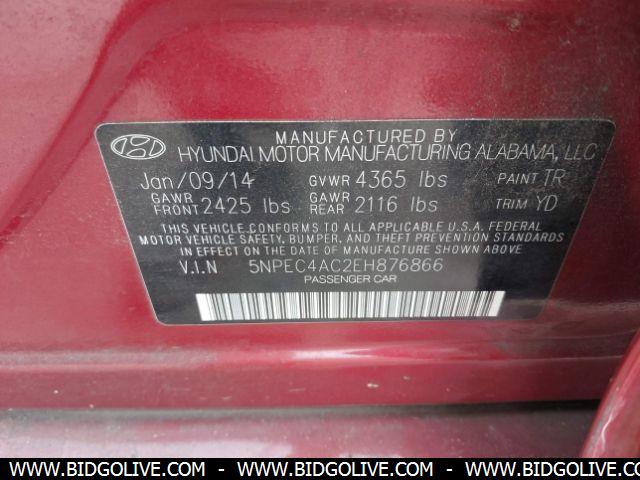 MANUFACTURED BY
HYUNDAI MOTOR MANUFACTURING ALABAMA, LLC
Jan/09/14 GVWR 4365 lbs PAINT TR
GAWR FRONT 2425 lbs GAWR REAR 2116 lbs TRIM YD
THIS VEHICLE CONFORMS TO ALL APPLICABLE U.S.A. FEDERAL
MOTOR VEHICLE SAFETY, BUMPER, AND THEFT PREVENTION
STANDARDS IN EFFECT ON THE DATE OF MANUFACTURE SHOWN ABOVE.
V.I.N 5NPEC4AC2EH876866
PASSENGER CAR
WWW.BIDGOLIVE.COM - WWW.BIDGOLIVE.COM - WWW.BIDGOLIVE.COM